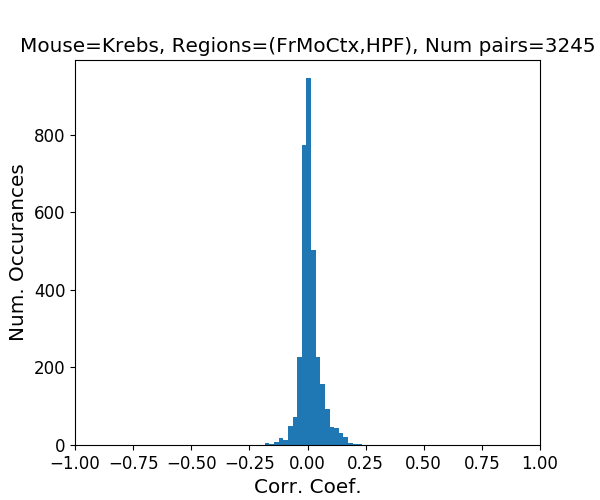 Mouse=Krebs, Regions=(FrMoCtx,HPF), Num pairs=3245
Num. Occurances
800
600
400
200
0
−1.00 −0.75 −0.50 −0.25 0.00 0.25 0.50 0.75 1.00
Corr. Coef.